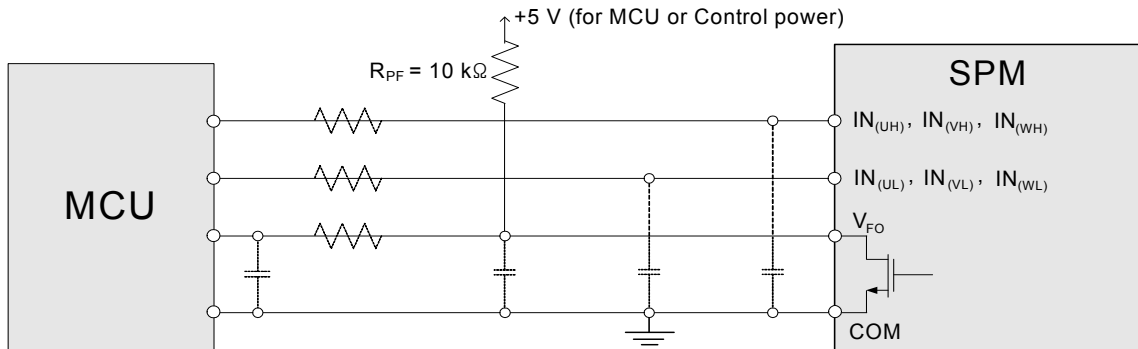 +5 V (for MCU or Control power)
R_PF = 10 kΩ
SPM
MCU
IN_(UH), IN_(VH), IN_(WH)
IN_(UL), IN_(VL), IN_(WL)
V_FO
COM